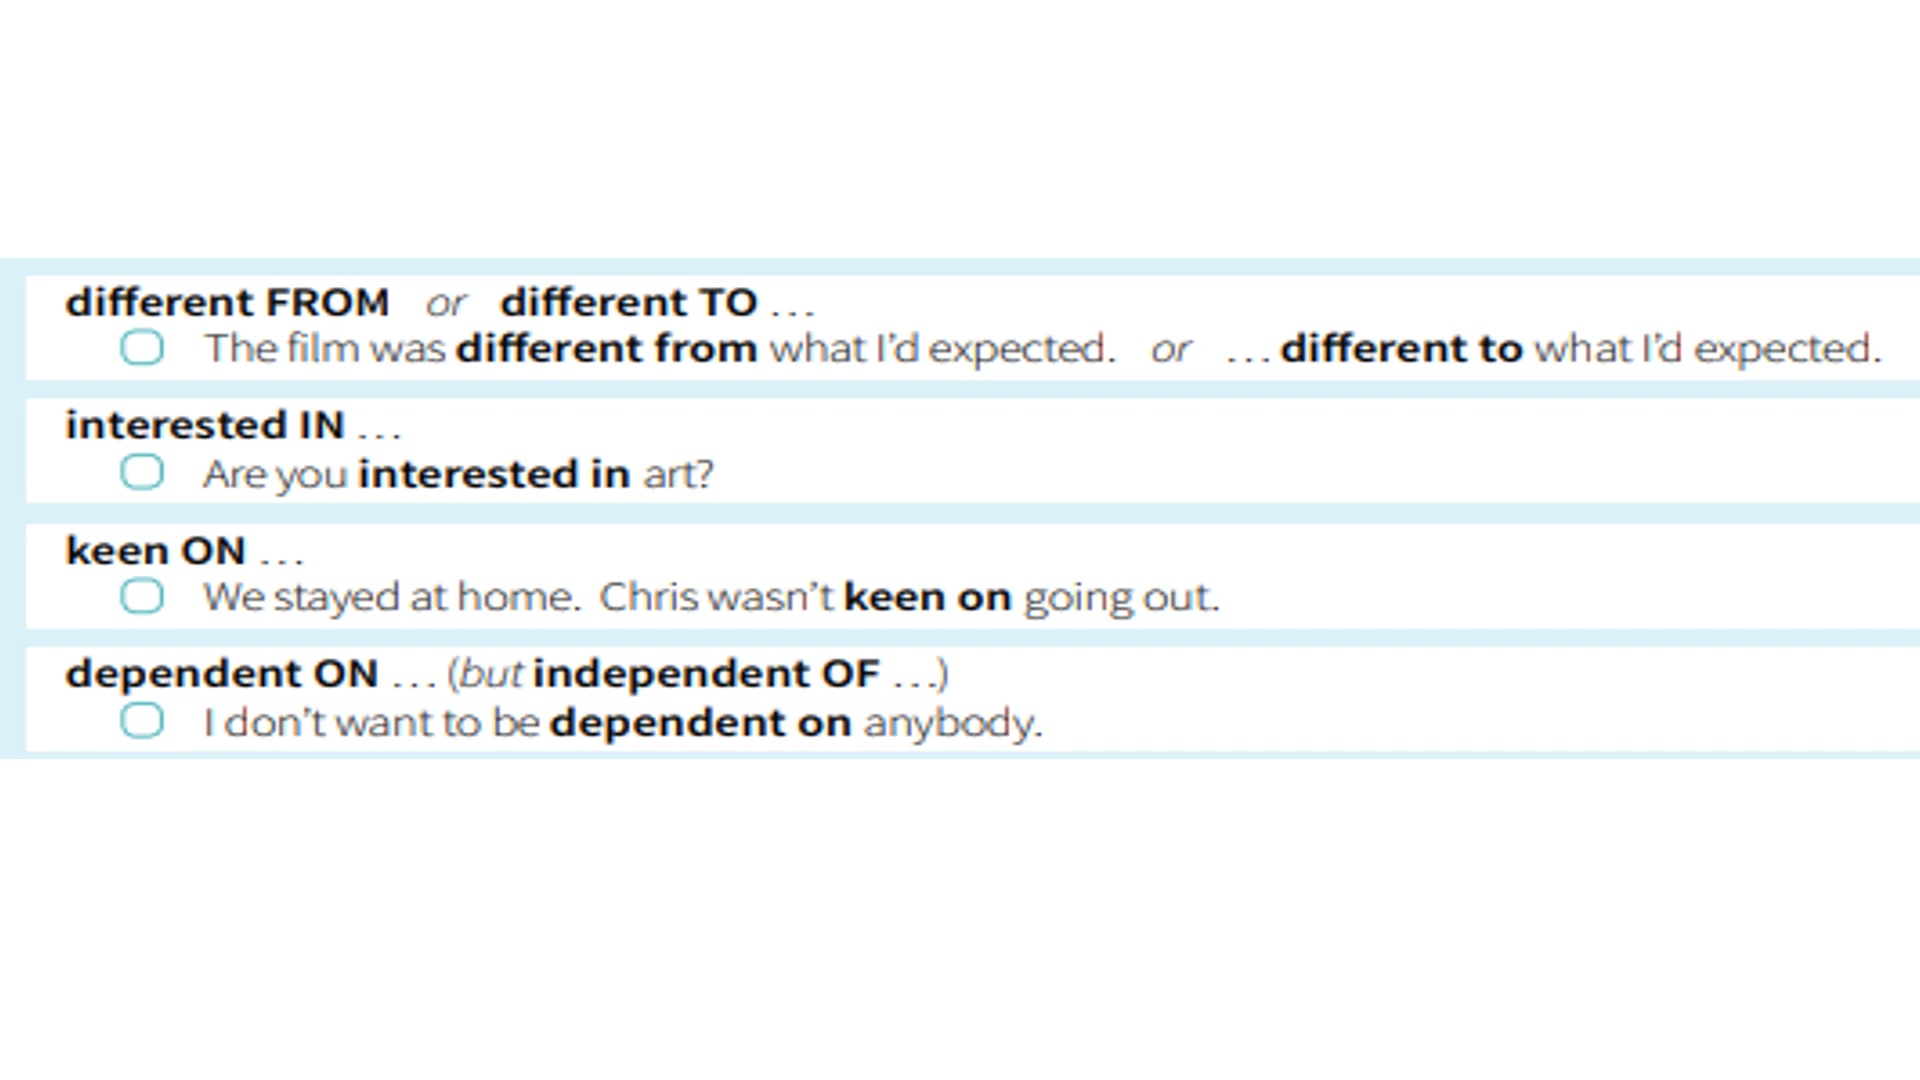 different FROM or different TO …
The film was different from what I’d expected. or … different to what I’d expected.
interested IN …
Are you interested in art?
keen ON …
We stayed at home. Chris wasn’t keen on going out.
dependent ON … (but independent OF …)
I don’t want to be dependent on anybody.